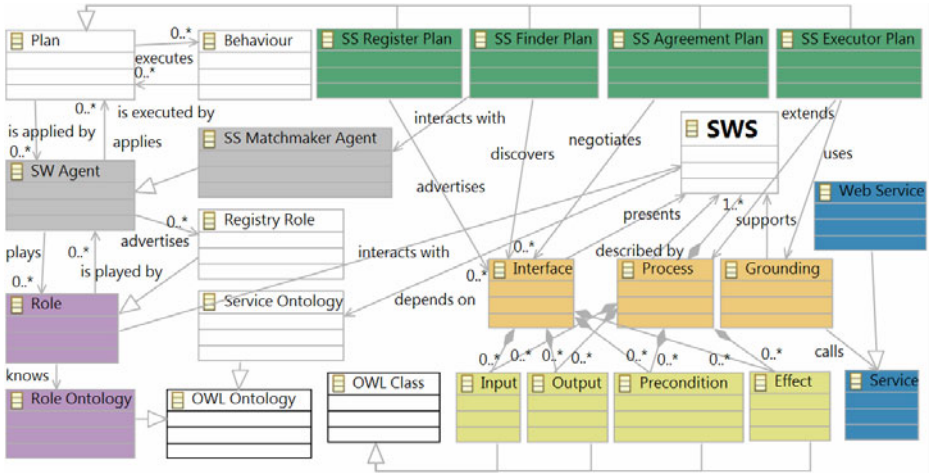 Plan
0..*
Behaviour
SS Register Plan
SS Finder Plan
SS Agreement Plan
SS Executor Plan
executes
0..*
0..*
is executed by
is applied by
applies
0..*
interacts with
discovers
negotiates
extends
uses
SWS
SS Matchmaker Agent
SW Agent
advertises
Web Service
0..*
Registry Role
advertises
presents
1..*
supports
plays
0..*
is played by
interacts with
0..*
described by
0..*
0..*
Interface
Process
Grounding
Role
Service Ontology
depends on
0..*
0..*
0..*
0..*
0..*
0..*
0..*
calls
knows
Role Ontology
OWL Ontology
OWL Class
Input
Output
Precondition
Effect
Service